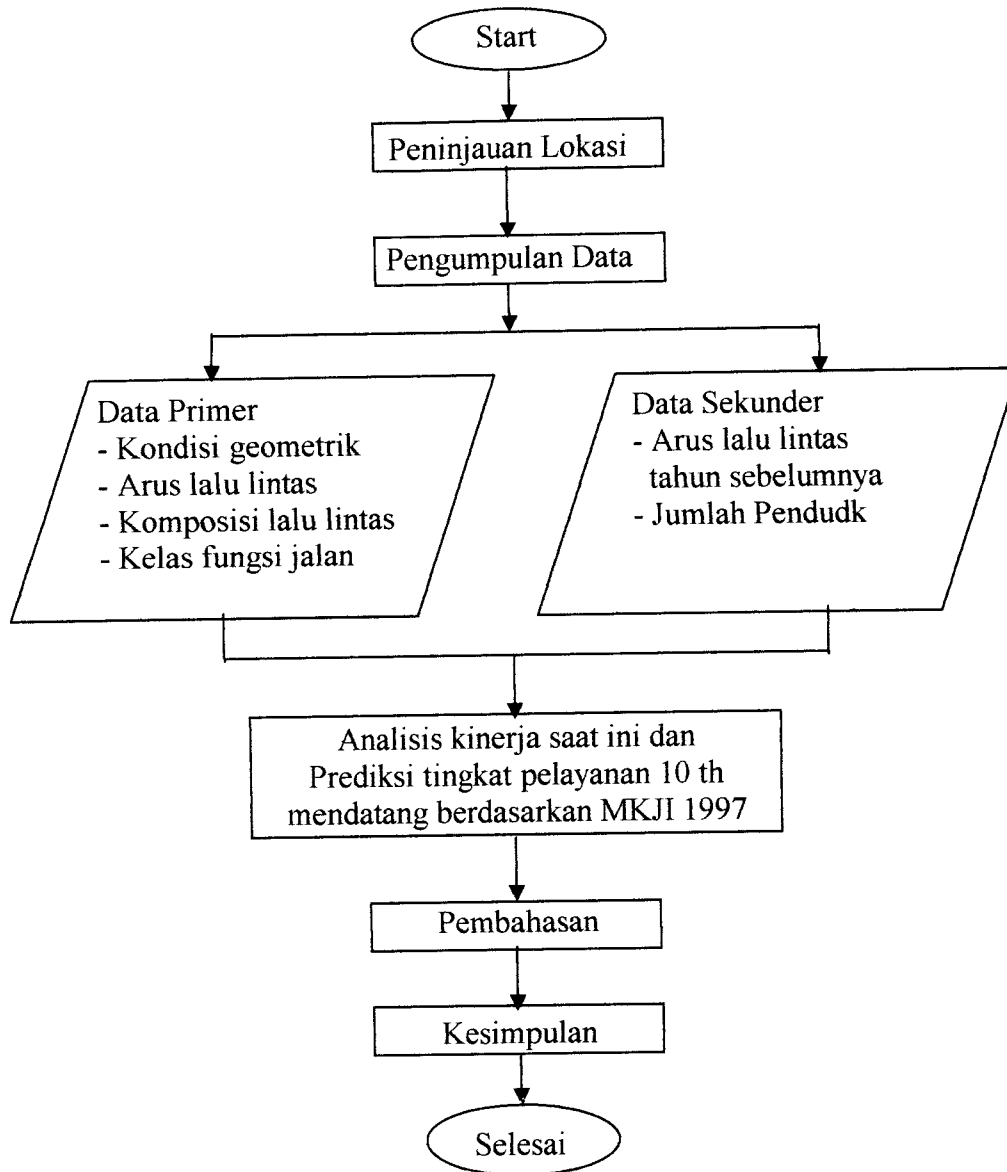 Start
Peninjauan Lokasi
Pengumpulan Data
Data Primer
- Kondisi geometrik
- Arus lalu lintas
- Komposisi lalu lintas
- Kelas fungsi jalan
Data Sekunder
- Arus lalu lintas
tahun sebelumnya
- Jumlah Pendudk
Analisis kinerja saat ini dan
Prediksi tingkat pelayanan 10 th
mendatang berdasarkan MKJI 1997
Pembahasan
Kesimpulan
Selesai